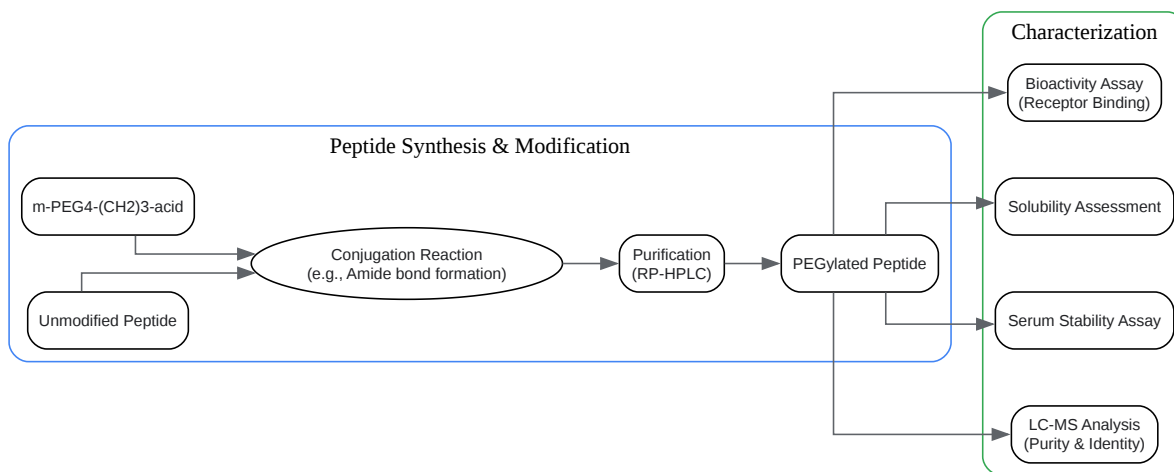 Peptide Synthesis & Modification
m-PEG4-(CH2)3-acid
Unmodified Peptide
Conjugation Reaction
(e.g., Amide bond formation)
Purification
(RP-HPLC)
PEGylated Peptide
Characterization
Bioactivity Assay
(Receptor Binding)
Solubility Assessment
Serum Stability Assay
LC-MS Analysis
(Purity & Identity)